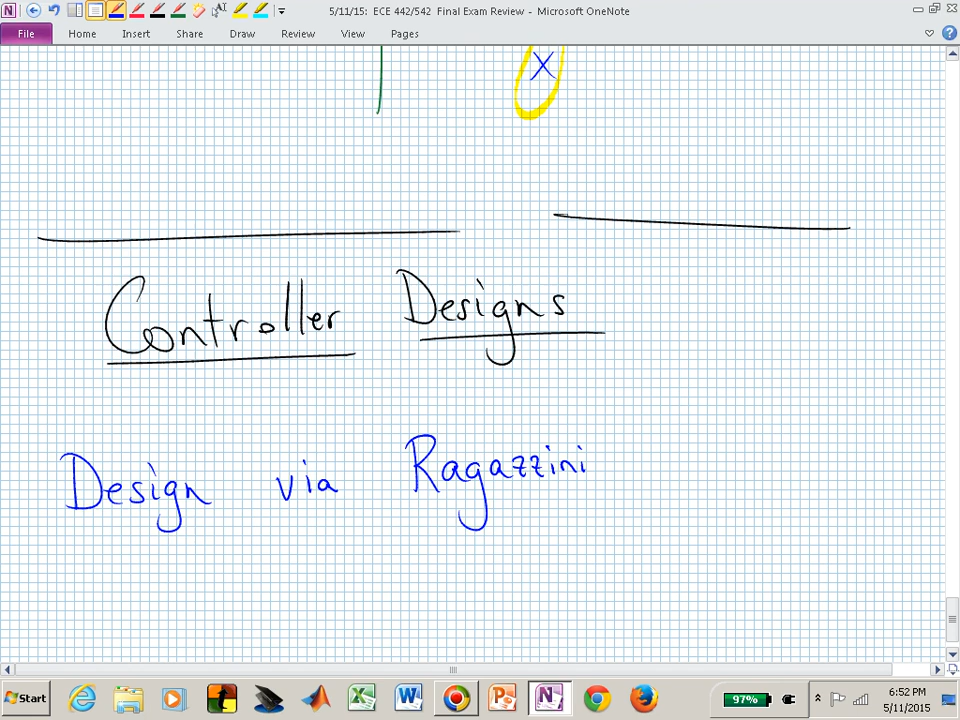 5/11/15: ECE 442/542 Final Exam Review - Microsoft OneNote
File Home Insert Share Draw Review View Pages
X
Controller Designs
Design via Ragazzini
Start 97% 6:52 PM
5/11/2015